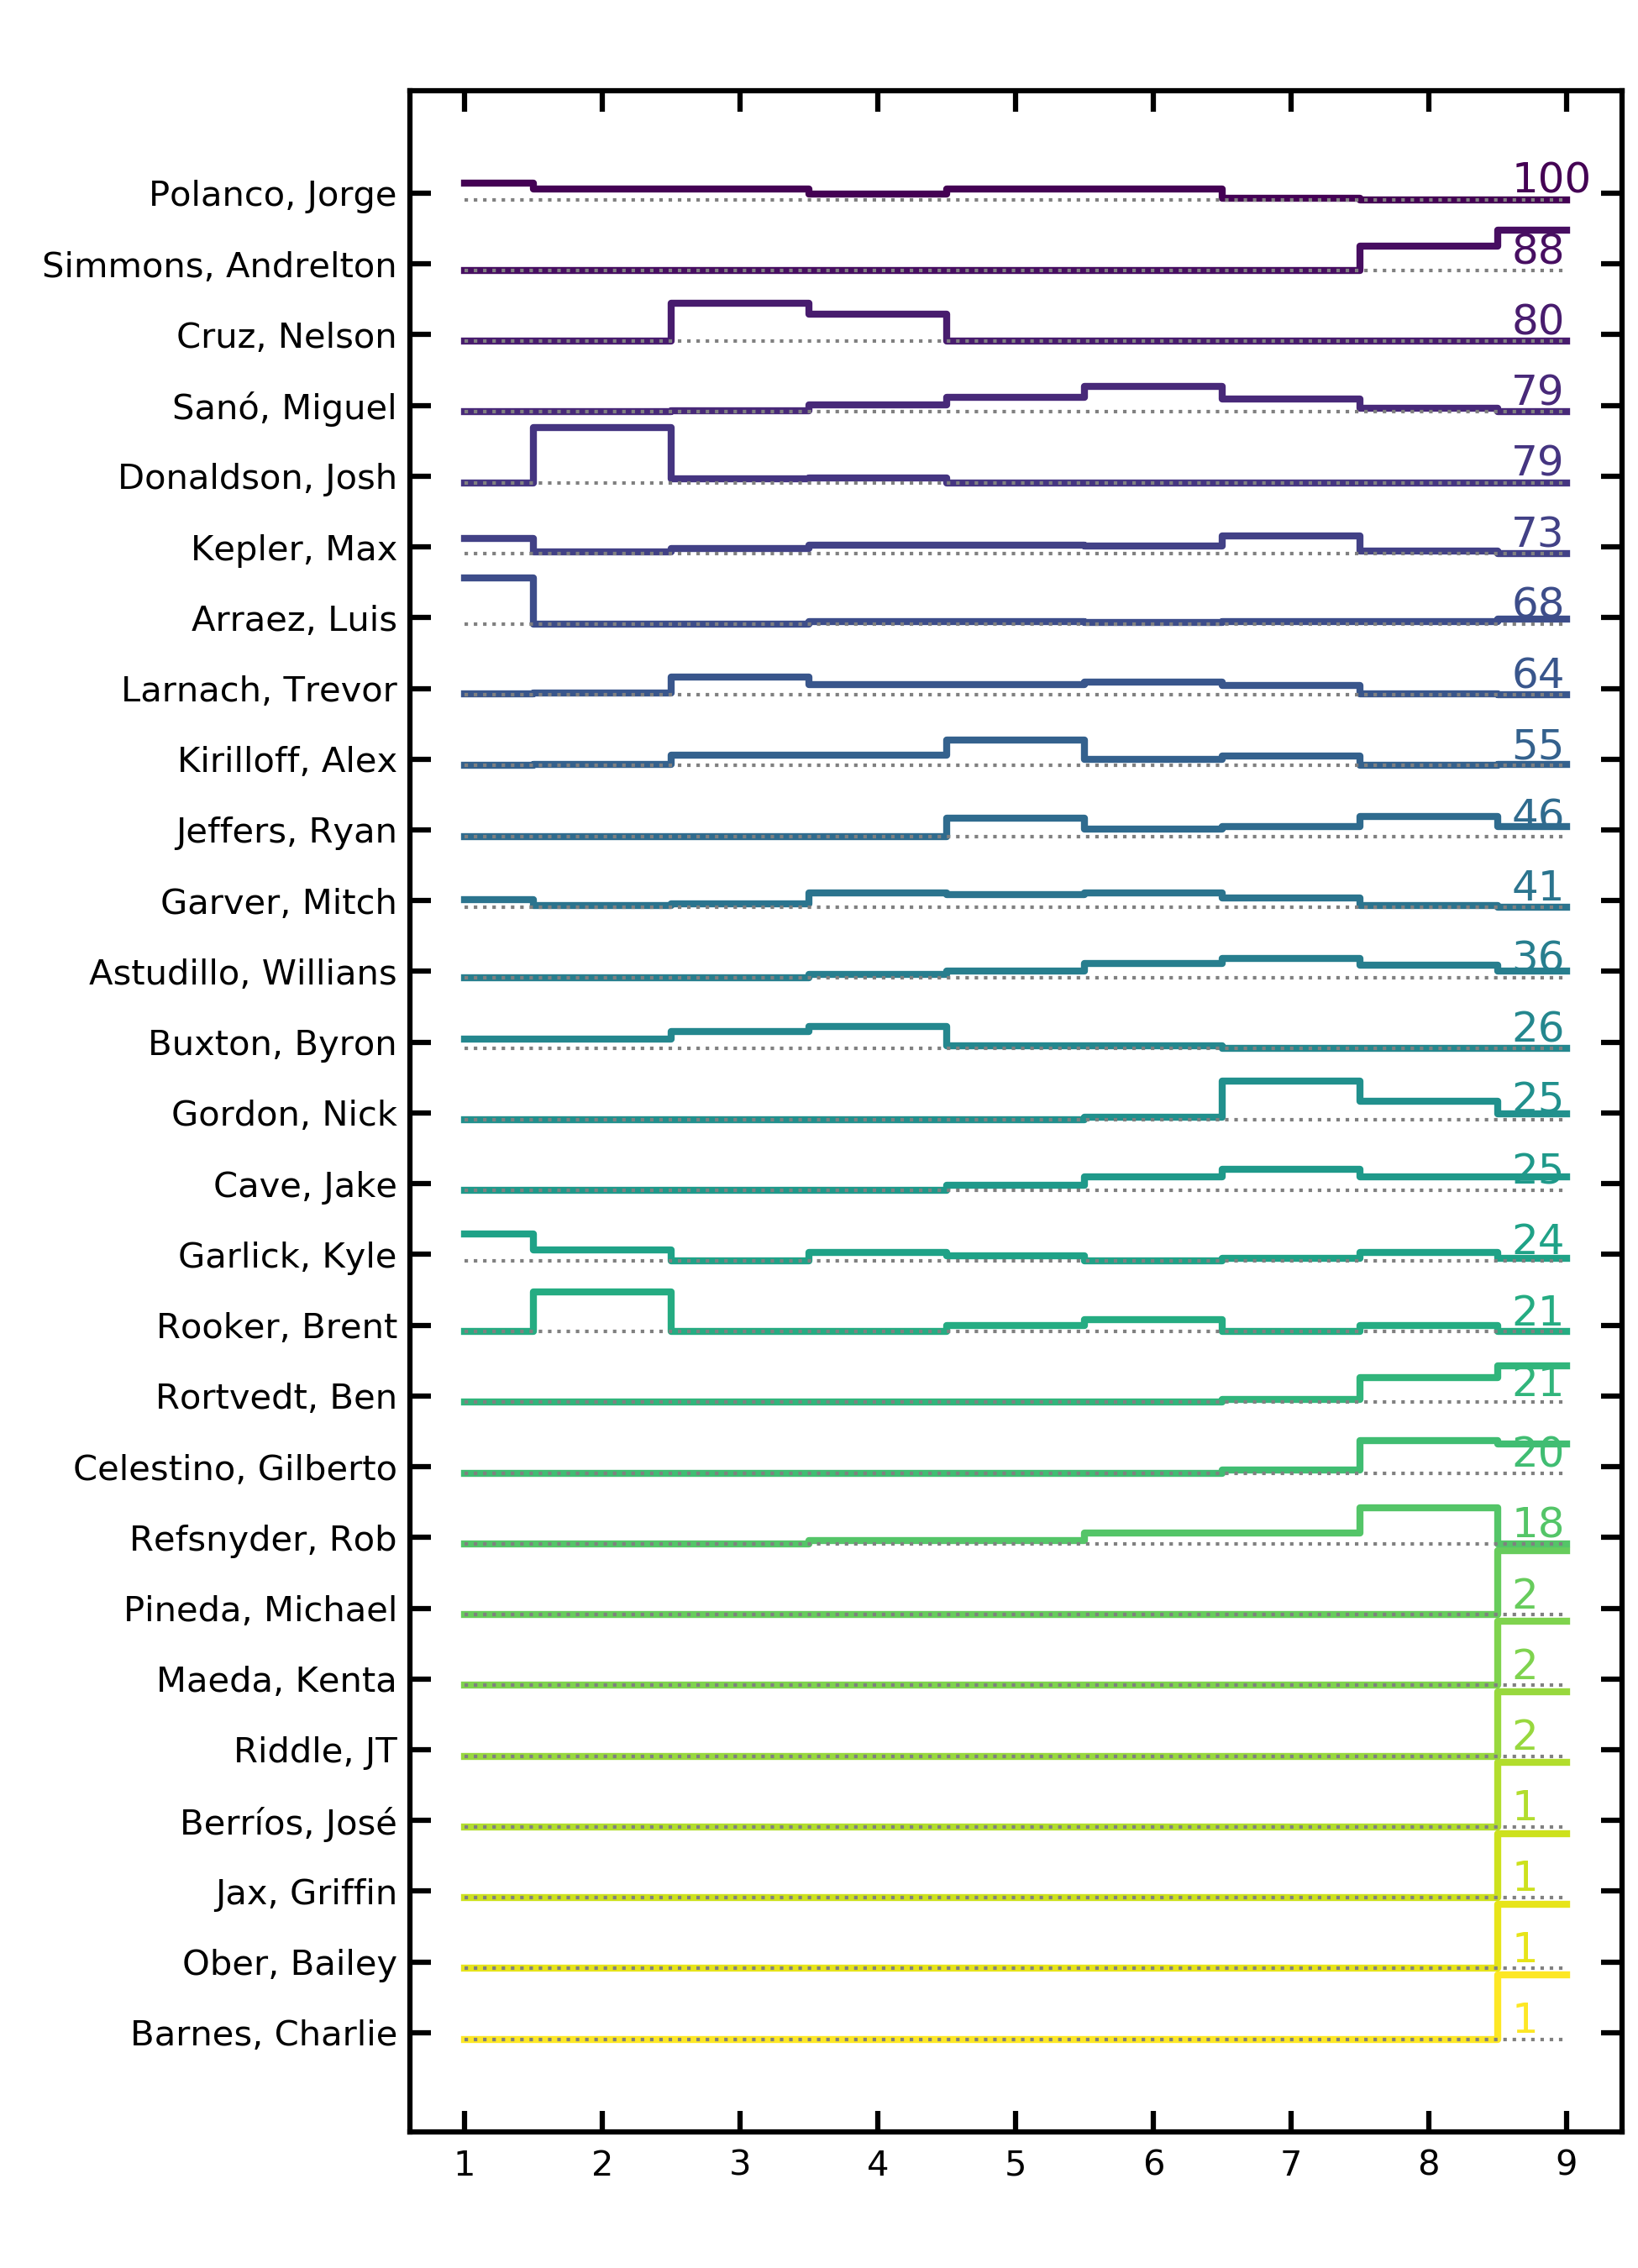 Polanco, Jorge 100
Simmons, Andrelton 88
Cruz, Nelson 80
Sanó, Miguel 79
Donaldson, Josh 79
Kepler, Max 73
Arraez, Luis 68
Larnach, Trevor 64
Kirilloff, Alex 55
Jeffers, Ryan 46
Garver, Mitch 41
Astudillo, Willians 36
Buxton, Byron 26
Gordon, Nick 25
Cave, Jake 25
Garlick, Kyle 24
Rooker, Brent 21
Rortvedt, Ben 21
Celestino, Gilberto 20
Refsnyder, Rob 18
Pineda, Michael 2
Maeda, Kenta 2
Riddle, JT 2
Berríos, José 1
Jax, Griffin 1
Ober, Bailey 1
Barnes, Charlie 1
1 2 3 4 5 6 7 8 9